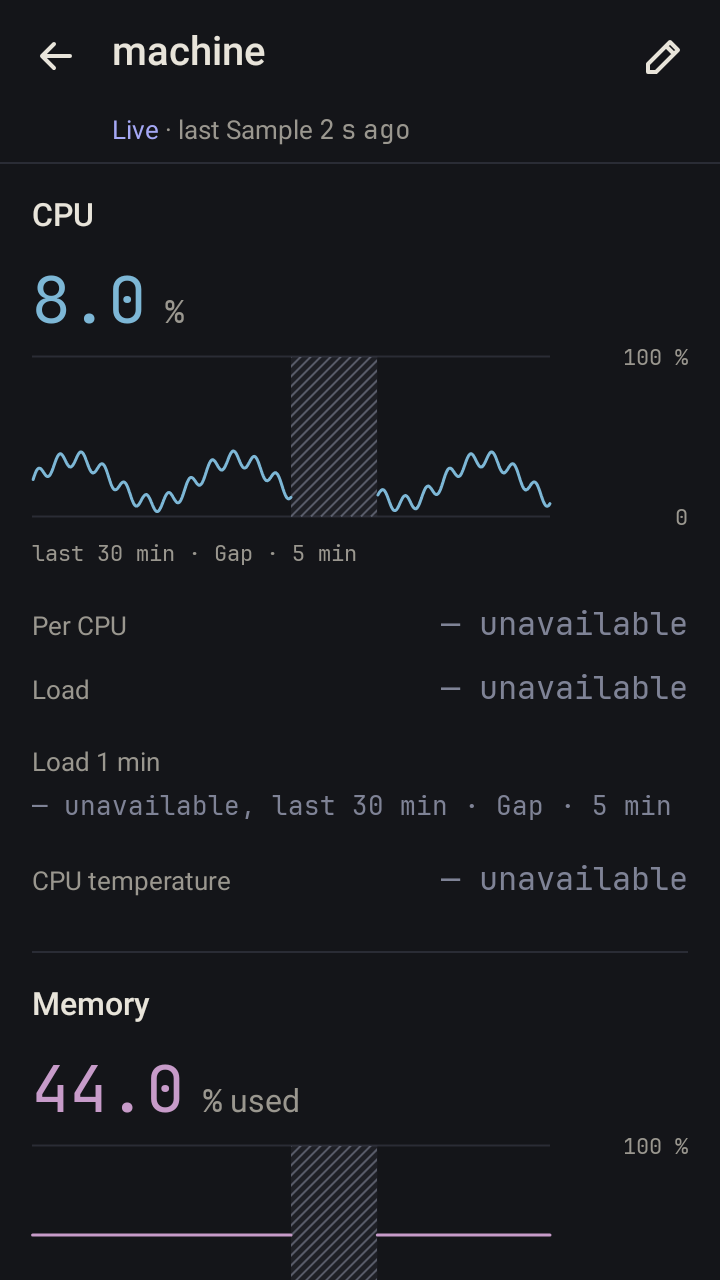 machine
Live · last Sample 2 s ago
CPU
8.0 %
100 %
0
last 30 min · Gap · 5 min
Per CPU — unavailable
Load — unavailable
Load 1 min
— unavailable, last 30 min · Gap · 5 min
CPU temperature — unavailable
Memory
44.0 % used
100 %